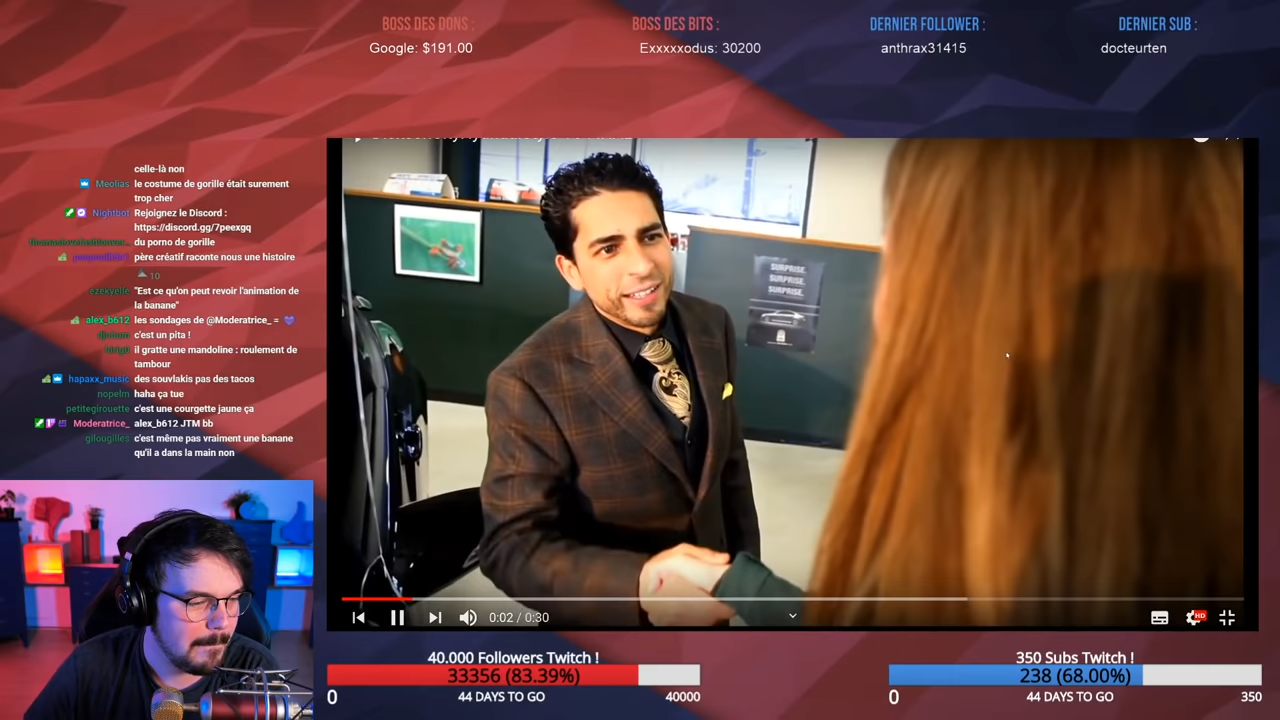 BOSS DES DONS :
Google: $191.00
BOSS DES BITS :
Exxxxxodus: 30200
DERNIER FOLLOWER :
anthrax31415
DERNIER SUB :
docteurten
celle-là non
Meolias le costume de gorille était surement
trop cher
Nightbot Rejoignez le Discord :
https://discord.gg/7peexgq
du porno de gorille
père créatif raconte nous une histoire
10
ezekyelle "Est ce qu'on peut revoir l'animation de
la banane"
alex_b612 les sondages de @Moderatrice_ =
c'est un pita !
il gratte une mandoline : roulement de
tambour
hapaxx_music des souvlakis pas des tacos
nopelm haha ça tue
petitegirouette c'est une courgette jaune ça
Moderatrice_ alex_b612 JTM bb
gilougilles c'est même pas vraiment une banane
qu'il a dans la main non
SURPRISE.
SURPRISE.
SURPRISE.
0:02 / 0:30
HD
40.000 Followers Twitch !
33356 (83.39%)
0 44 DAYS TO GO 40000
350 Subs Twitch !
238 (68.00%)
0 44 DAYS TO GO 350